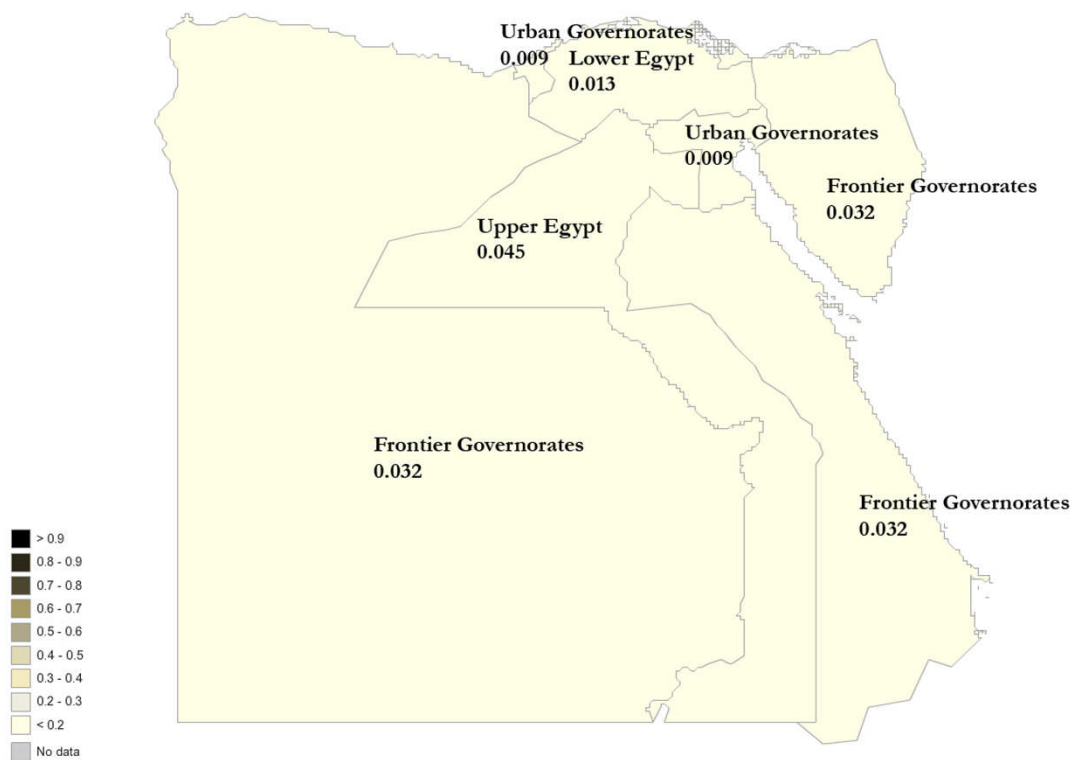 Urban Governorates
0.009
Lower Egypt
0.013
Urban Governorates
0.009
Frontier Governorates
0.032
Upper Egypt
0.045
Frontier Governorates
0.032
Frontier Governorates
0.032
> 0.9
0.8 - 0.9
0.7 - 0.8
0.6 - 0.7
0.5 - 0.6
0.4 - 0.5
0.3 - 0.4
0.2 - 0.3
< 0.2
No data